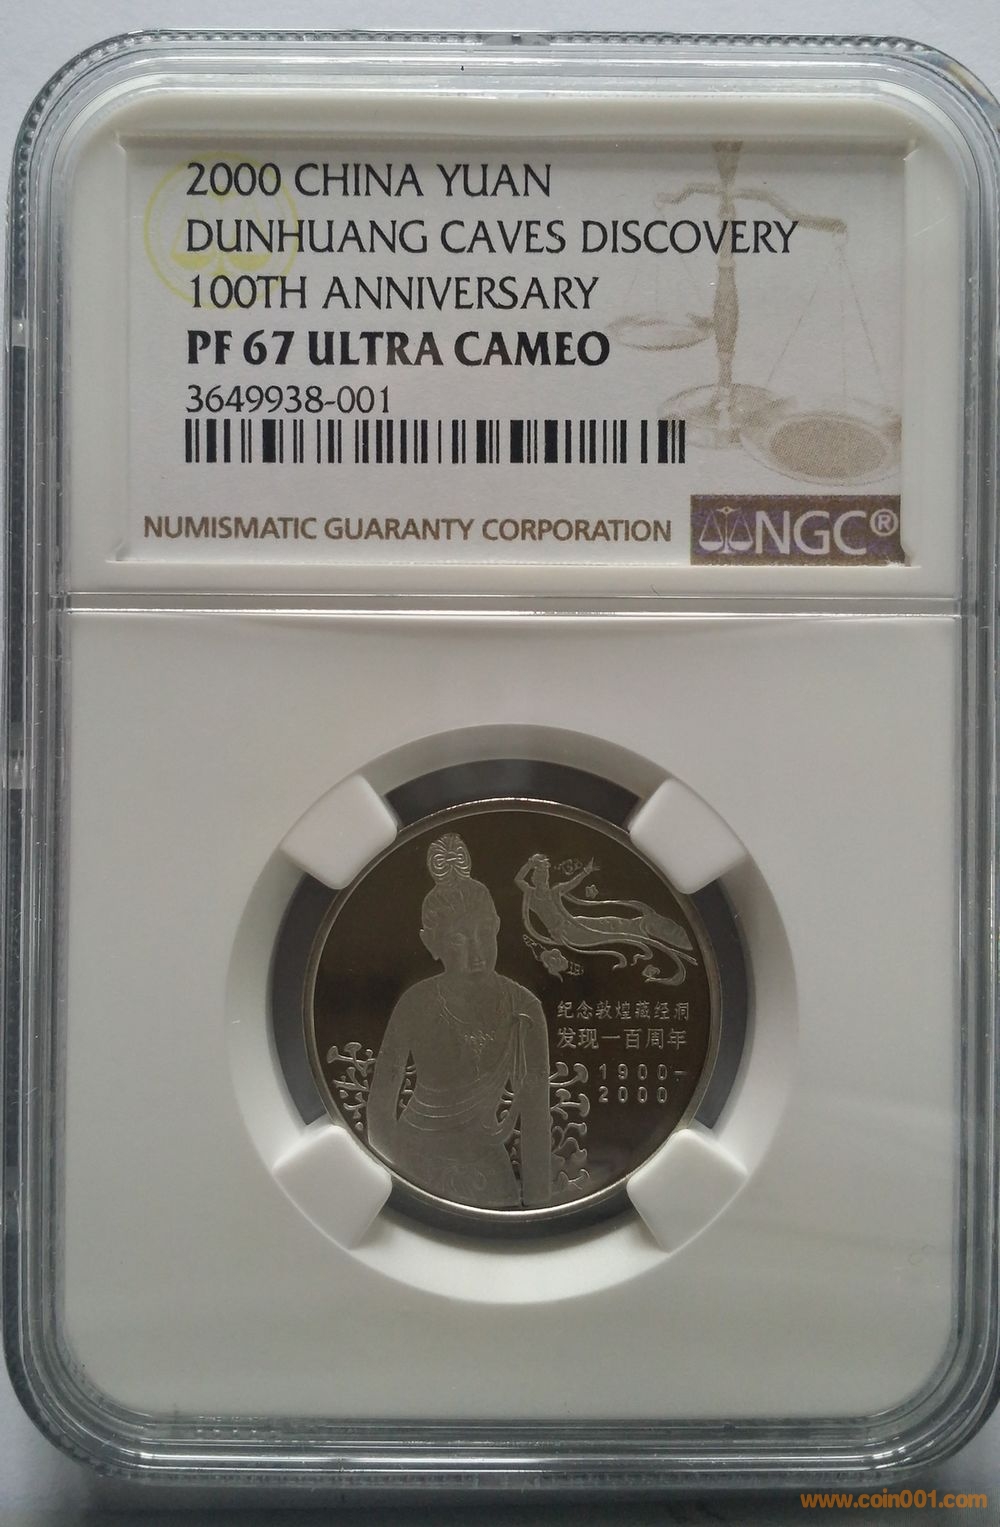 2000 CHINA YUAN
DUNHUANG CAVES DISCOVERY
100TH ANNIVERSARY
PF 67 ULTRA CAMEO
3649938-001
NUMISMATIC GUARANTY CORPORATION
NGC®
纪念敦煌藏经洞
发现一百周年
1900-
2000
www.coin001.com